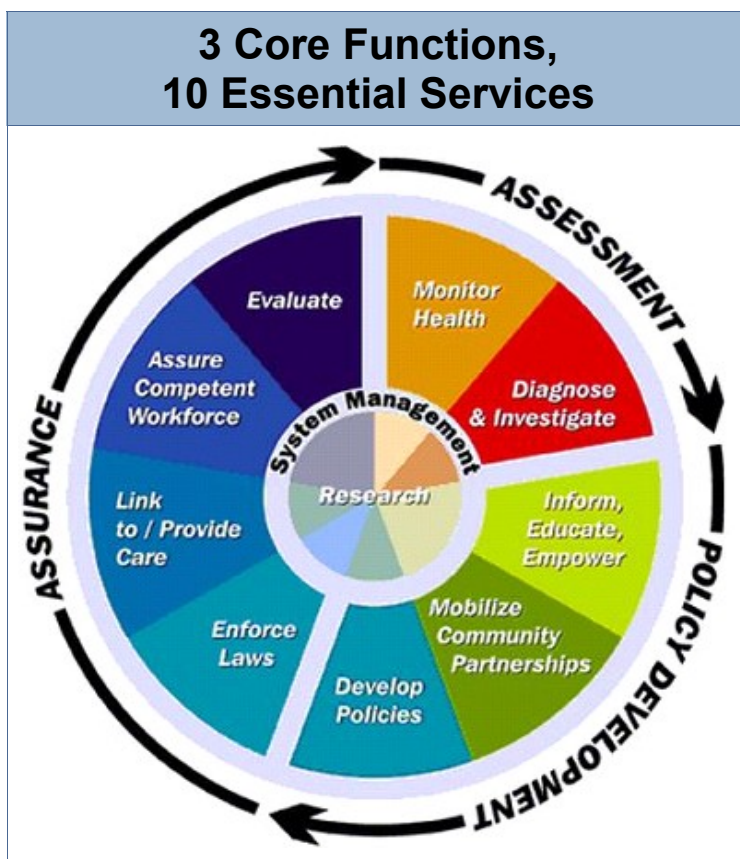 3 Core Functions,
10 Essential Services
ASSESSMENT
POLICY DEVELOPMENT
ASSURANCE
Monitor
Health
Diagnose
& Investigate
Inform,
Educate,
Empower
Mobilize
Community
Partnerships
Develop
Policies
Enforce
Laws
Link
to / Provide
Care
Assure
Competent
Workforce
Evaluate
System Management
Research